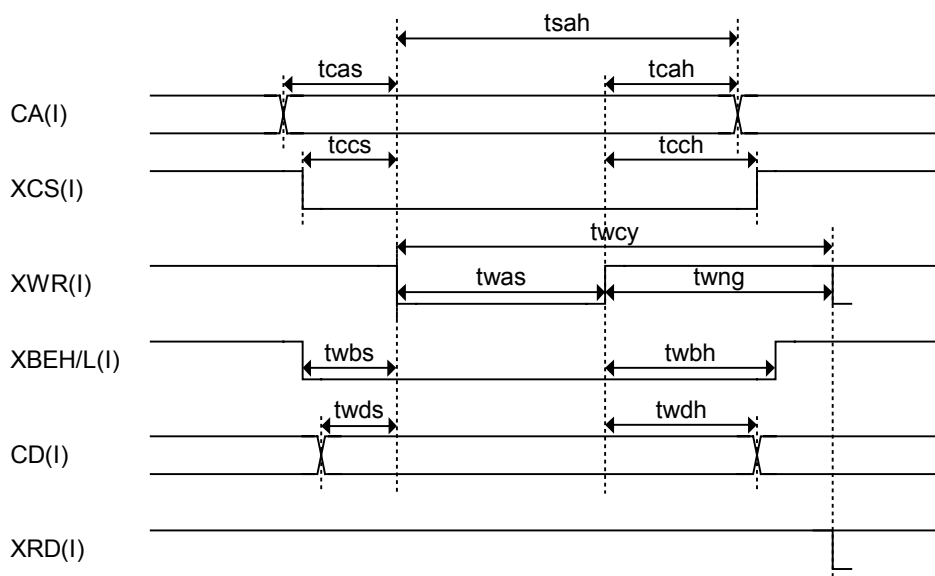 tsah
tcas tcah
CA(I)
tccs tcch
XCS(I)
twcy
XWR(I) twas twng
XBEH/L(I) twbs twbh
twds twdh
CD(I)
XRD(I)